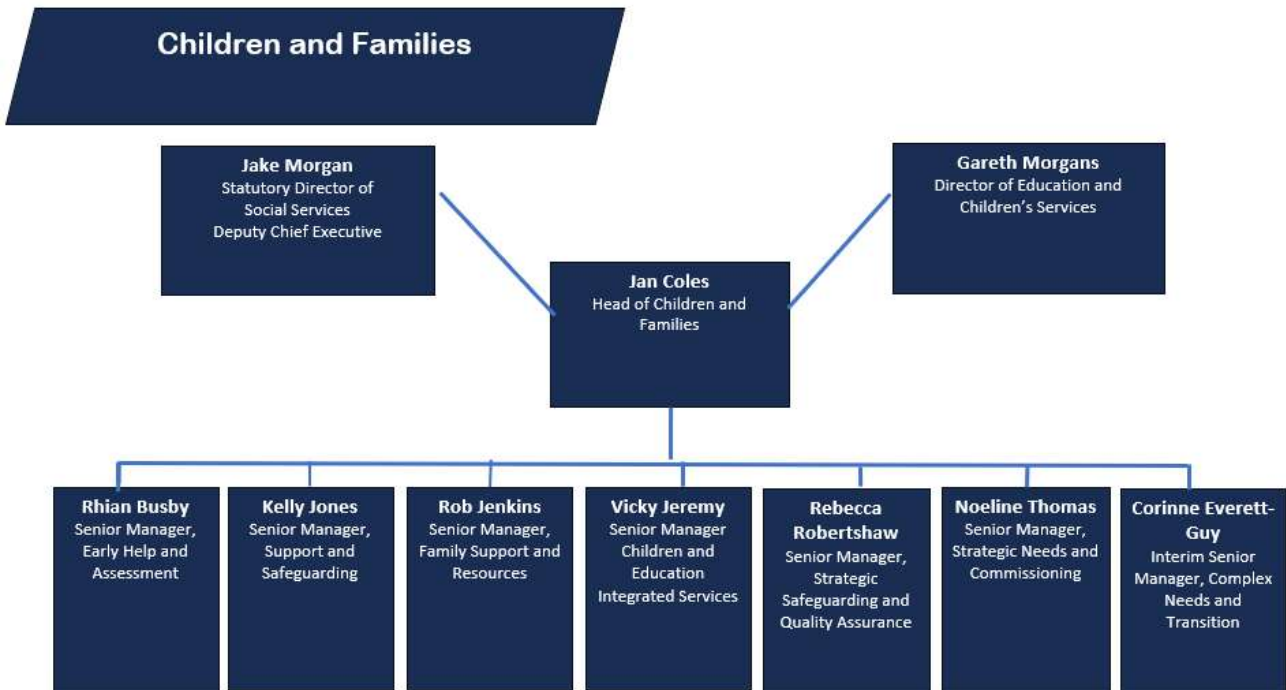 Children and Families
Jake Morgan
Statutory Director of
Social Services
Deputy Chief Executive
Gareth Morgans
Director of Education and
Children’s Services
Jan Coles
Head of Children and
Families
Rhian Busby
Senior Manager,
Early Help and
Assessment
Kelly Jones
Senior Manager,
Support and
Safeguarding
Rob Jenkins
Senior Manager,
Family Support and
Resources
Vicky Jeremy
Senior Manager
Children and
Education
Integrated Services
Rebecca
Robertshaw
Senior Manager,
Strategic
Safeguarding and
Quality Assurance
Noeline Thomas
Senior Manager,
Strategic Needs and
Commissioning
Corinne Everett-
Guy
Interim Senior
Manager, Complex
Needs and
Transition